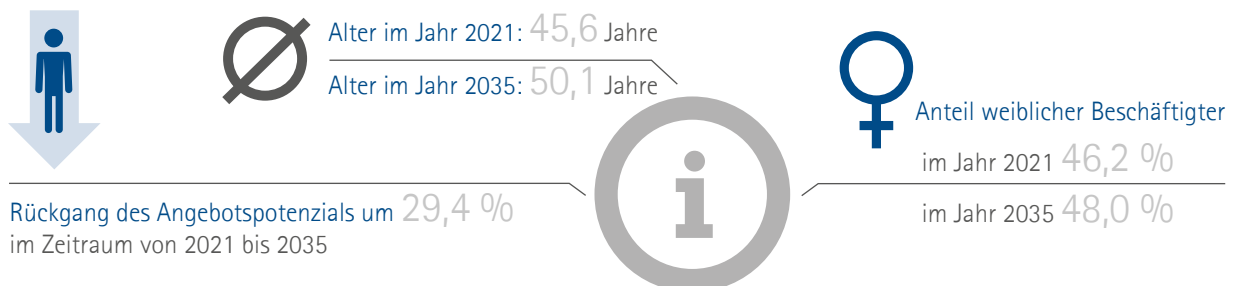 Alter im Jahr 2021: 45,6 Jahre
Alter im Jahr 2035: 50,1 Jahre
Anteil weiblicher Beschäftigter
im Jahr 2021 46,2 %
im Jahr 2035 48,0 %
Rückgang des Angebotspotenzials um 29,4 %
im Zeitraum von 2021 bis 2035